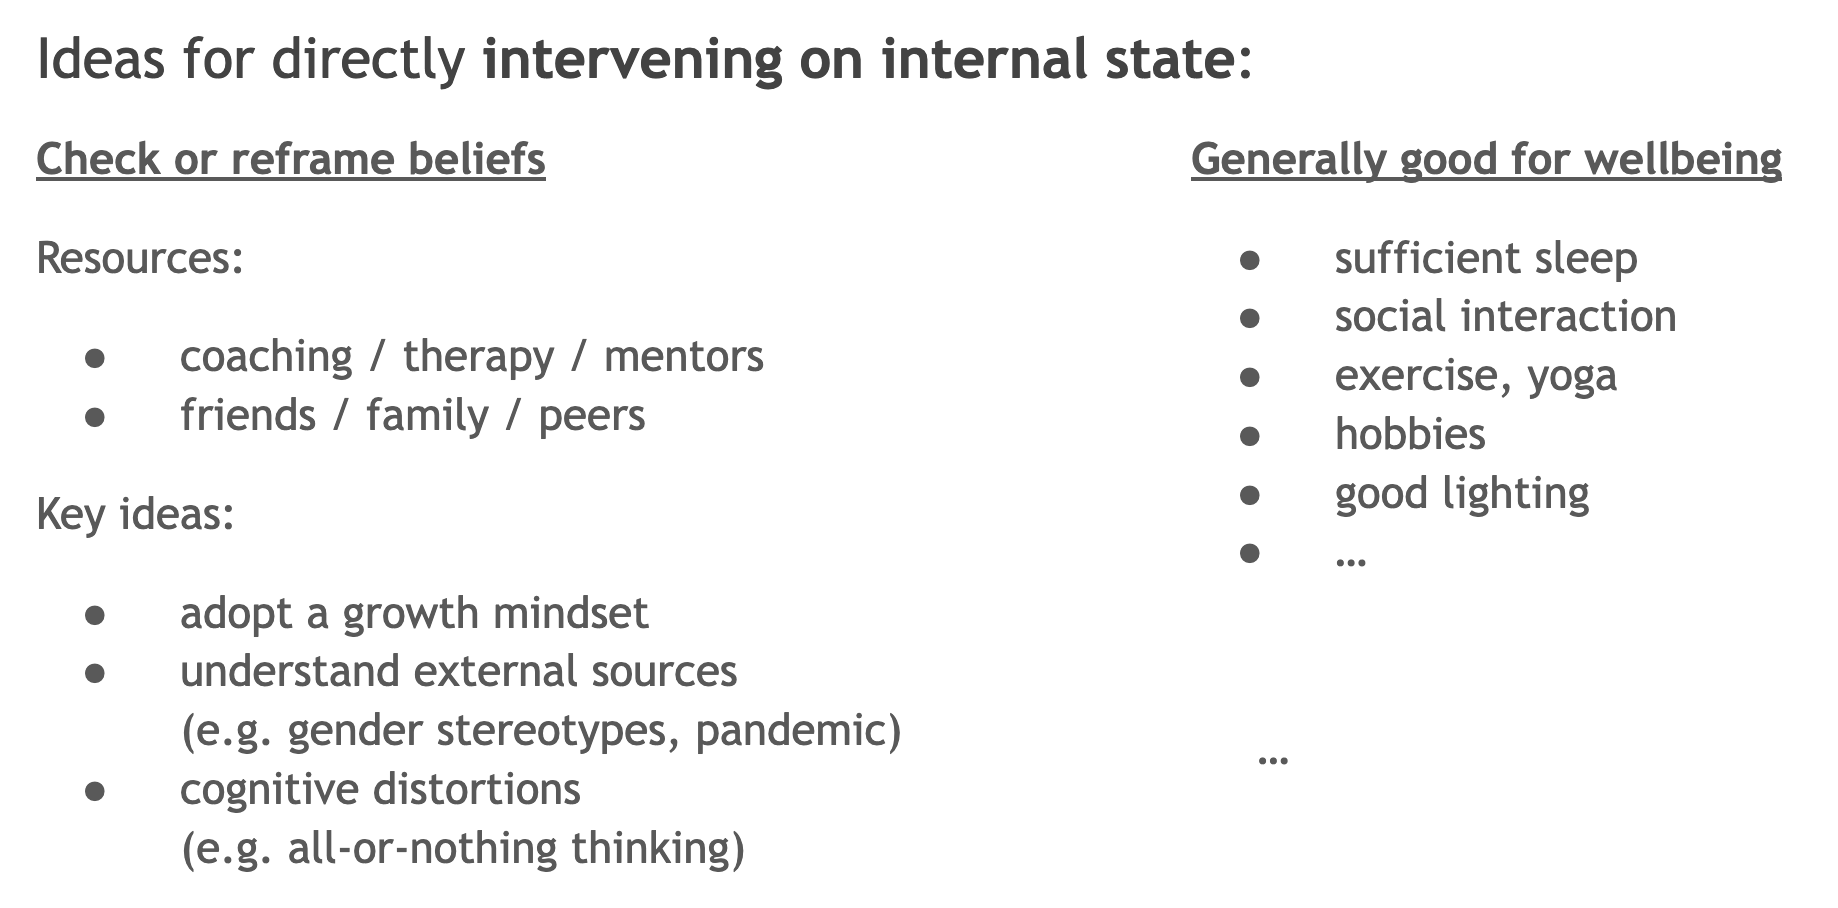 Ideas for directly intervening on internal state:
Check or reframe beliefs
Resources:
● coaching / therapy / mentors
● friends / family / peers
Key ideas:
● adopt a growth mindset
● understand external sources
(e.g. gender stereotypes, pandemic)
● cognitive distortions
(e.g. all-or-nothing thinking)
Generally good for wellbeing
● sufficient sleep
● social interaction
● exercise, yoga
● hobbies
● good lighting
● …
…